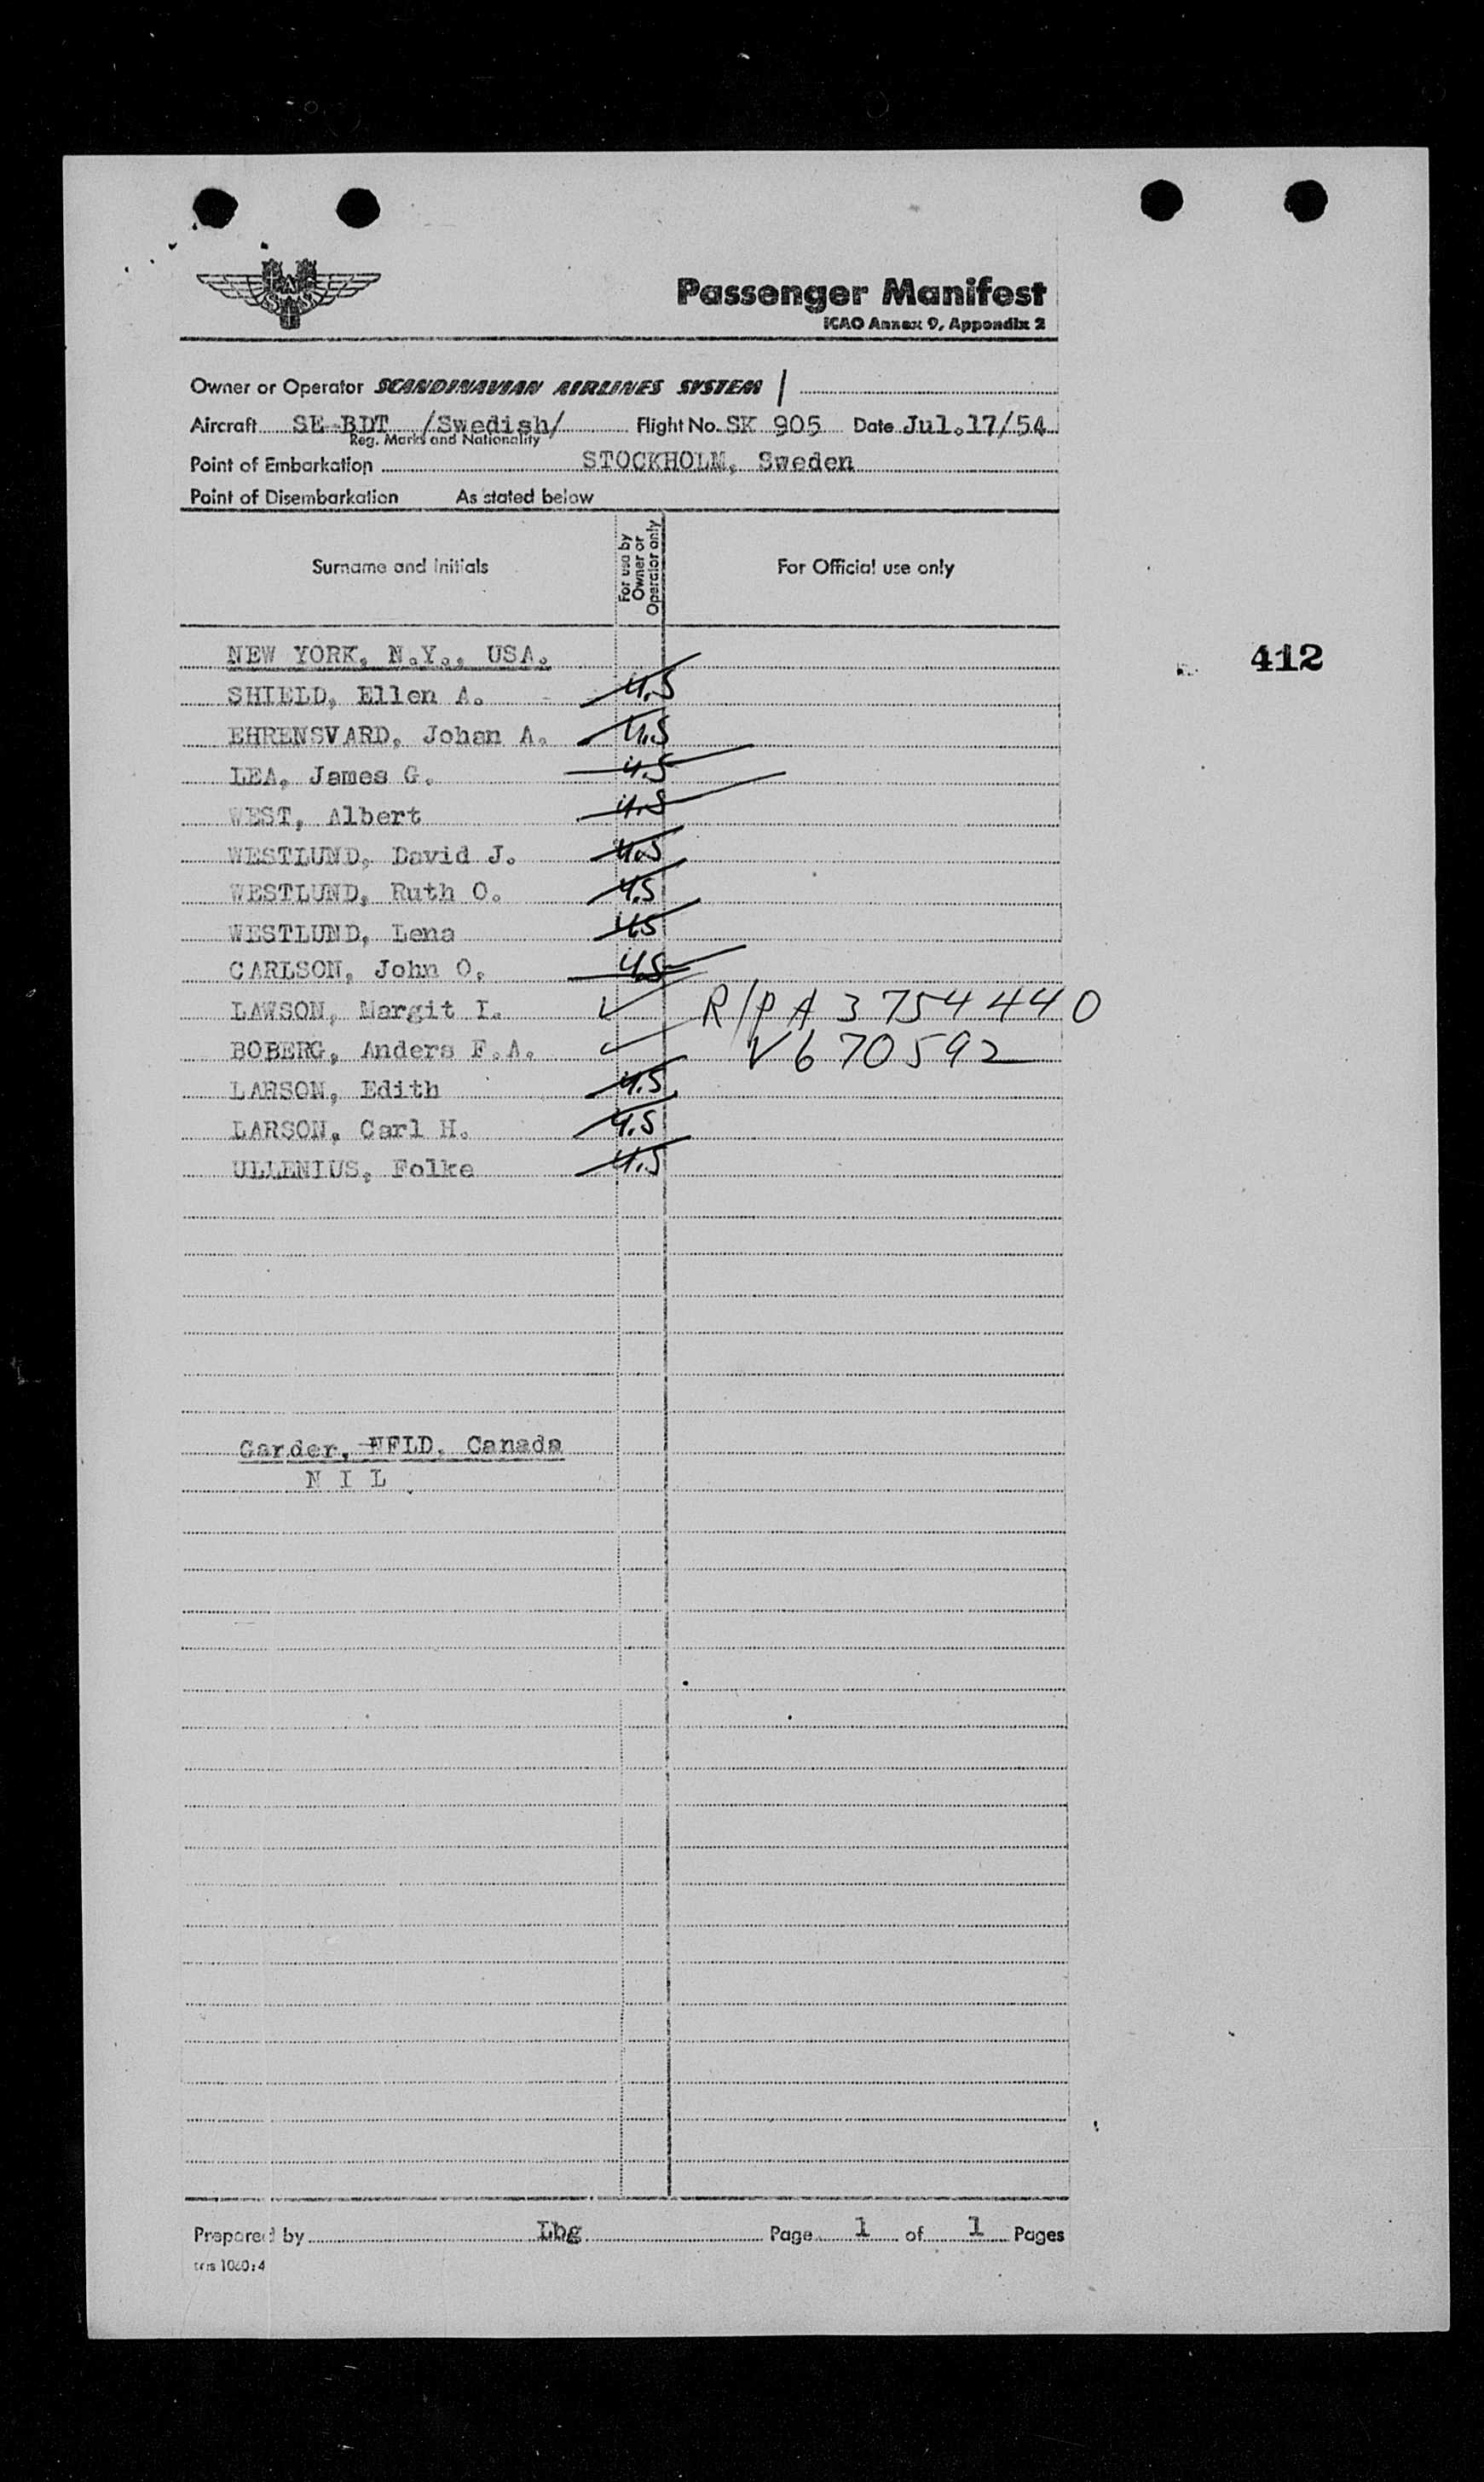 Passenger Manifest
ICAO Annex 9, Appendix 2
Owner or Operator SCANDINAVIAN AIRLINES SYSTEM
Aircraft SE-BDT /Swedish/ Flight No. SK 905 Date Jul.17/54
Reg. Marks and Nationality
Point of Embarkation STOCKHOLM, Sweden
Point of Disembarkation As stated below
Surname and initials For use by Owner or Operator only For Official use only
NEW YORK, N.Y., USA.
412
SHIELD, Ellen A. U.S
EHRENSVARD, Johan A. U.S
LEA, James G. U.S
WEST, Albert U.S
WESTLUND, David J. U.S
WESTLUND, Ruth O. U.S
WESTLUND, Lena U.S
CARLSON, John O. U.S
LAWSON, Margit I. ✓ R/P A 3754440
BOBERG, Anders F.A. ✓ V670592
LARSON, Edith U.S.
LARSON, Carl H. U.S
ULLENIUS, Folke U.S
Garder, NFLD. Canada
N I L
Prepared by Lbg Page 1 of 1 Pages
1060:4